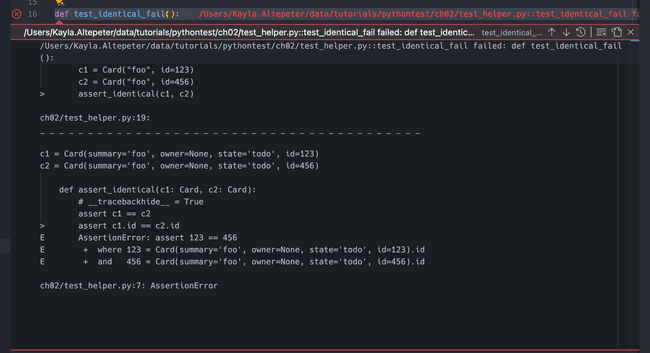 15
16 def test_identical_fail(): /Users/Kayla.Altepeter/data/tutorials/pythontest/ch02/test_helper.py::test_identical_fail fa
/Users/Kayla.Altepeter/data/tutorials/pythontest/ch02/test_helper.py::test_identical_fail failed: def test_identic... test_identical_...
/Users/Kayla.Altepeter/data/tutorials/pythontest/ch02/test_helper.py::test_identical_fail failed: def test_identical_fail
():
c1 = Card("foo", id=123)
c2 = Card("foo", id=456)
> assert_identical(c1, c2)
ch02/test_helper.py:19:
_ _ _ _ _ _ _ _ _ _ _ _ _ _ _ _ _ _ _ _ _ _ _ _ _ _ _ _ _ _ _ _ _ _ _ _ _ _ _ _
c1 = Card(summary='foo', owner=None, state='todo', id=123)
c2 = Card(summary='foo', owner=None, state='todo', id=456)
def assert_identical(c1: Card, c2: Card):
# __tracebackhide__ = True
assert c1 == c2
> assert c1.id == c2.id
E AssertionError: assert 123 == 456
E + where 123 = Card(summary='foo', owner=None, state='todo', id=123).id
E + and 456 = Card(summary='foo', owner=None, state='todo', id=456).id
ch02/test_helper.py:7: AssertionError